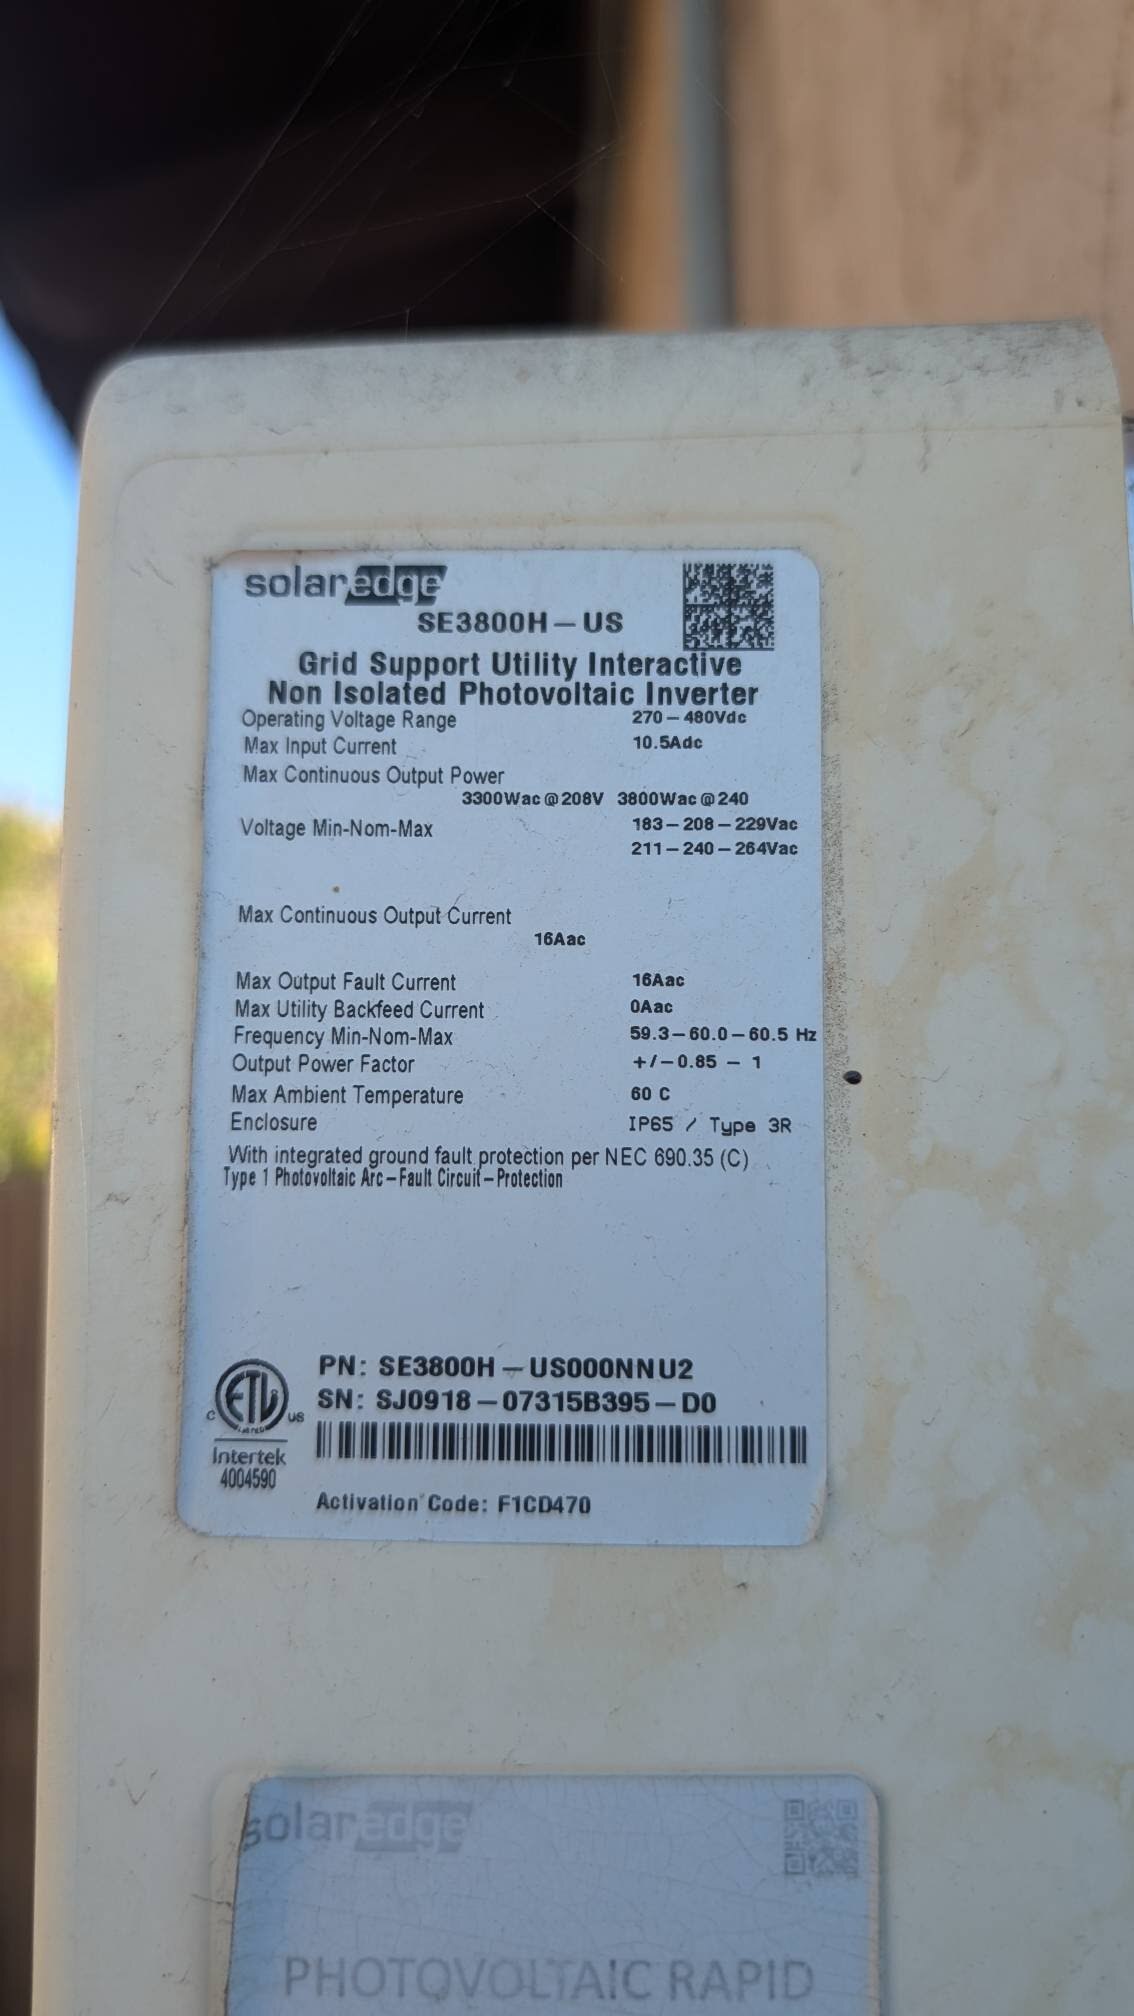 solaredge
SE3800H-US
Grid Support Utility Interactive
Non Isolated Photovoltaic Inverter
Operating Voltage Range 270-480Vdc
Max Input Current 10.5Adc
Max Continuous Output Power
3300Wac@208V 3800Wac@240
Voltage Min-Nom-Max 183-208-229Vac
211-240-264Vac
Max Continuous Output Current
16Aac
Max Output Fault Current 16Aac
Max Utility Backfeed Current 0Aac
Frequency Min-Nom-Max 59.3-60.0-60.5 Hz
Output Power Factor +/-0.85 - 1
Max Ambient Temperature 60 C
Enclosure IP65 / Type 3R
With integrated ground fault protection per NEC 690.35 (C)
Type 1 Photovoltaic Arc-Fault Circuit-Protection
PN: SE3800H-US000NNU2
SN: SJ0918-07315B395-D0
ETL
LISTED
C US
Intertek
4004590
Activation Code: F1CD470
solaredge
PHOTOVOLTAIC RAPID